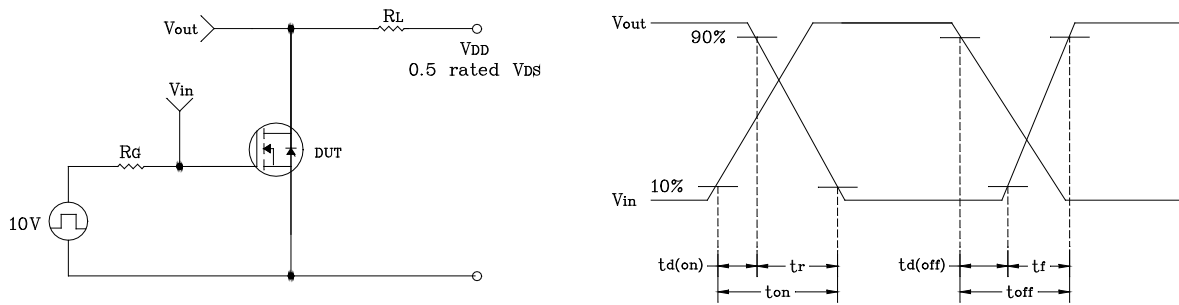 Vout
RL
VDD
0.5 rated VDS
Vin
RG
DUT
10V
Vout
90%
10%
Vin
td(on)
tr
td(off)
tf
ton
toff